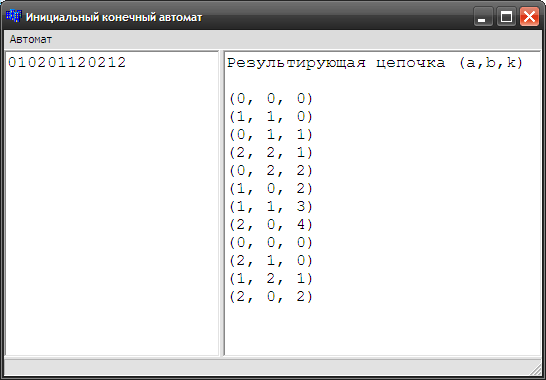 Инициальный конечный автомат
Автомат
010201120212
Результирующая цепочка (a,b,k)
(0, 0, 0)
(1, 1, 0)
(0, 1, 1)
(2, 2, 1)
(0, 2, 2)
(1, 0, 2)
(1, 1, 3)
(2, 0, 4)
(0, 0, 0)
(2, 1, 0)
(1, 2, 1)
(2, 0, 2)